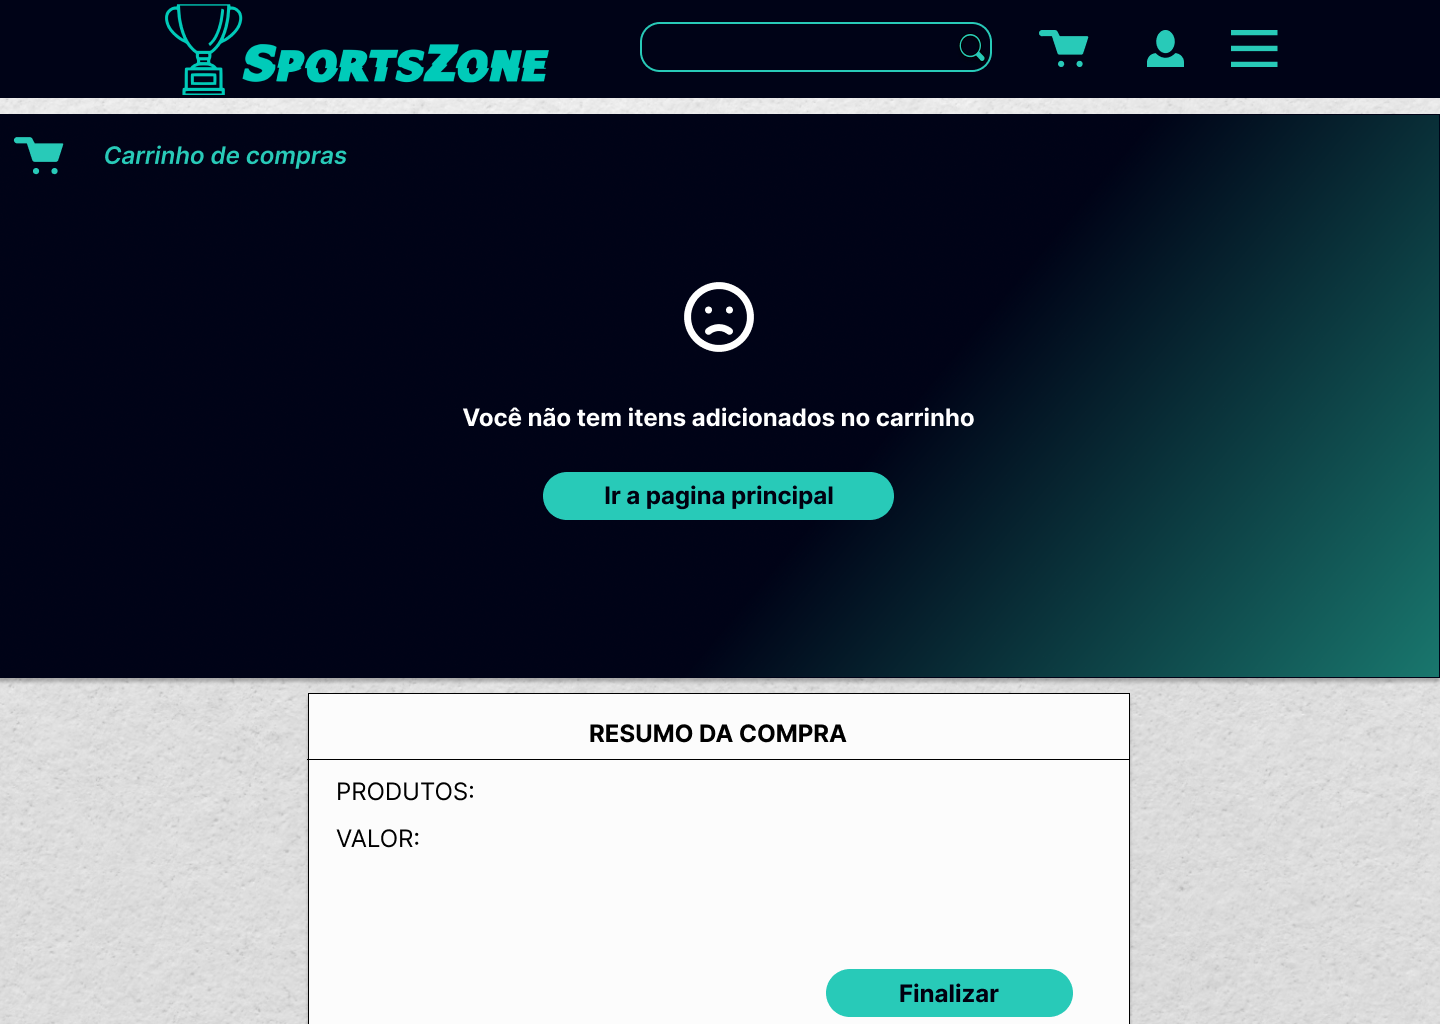 SPORTSZONE
Carrinho de compras
Você não tem itens adicionados no carrinho
Ir a pagina principal
RESUMO DA COMPRA
PRODUTOS:
VALOR:
Finalizar